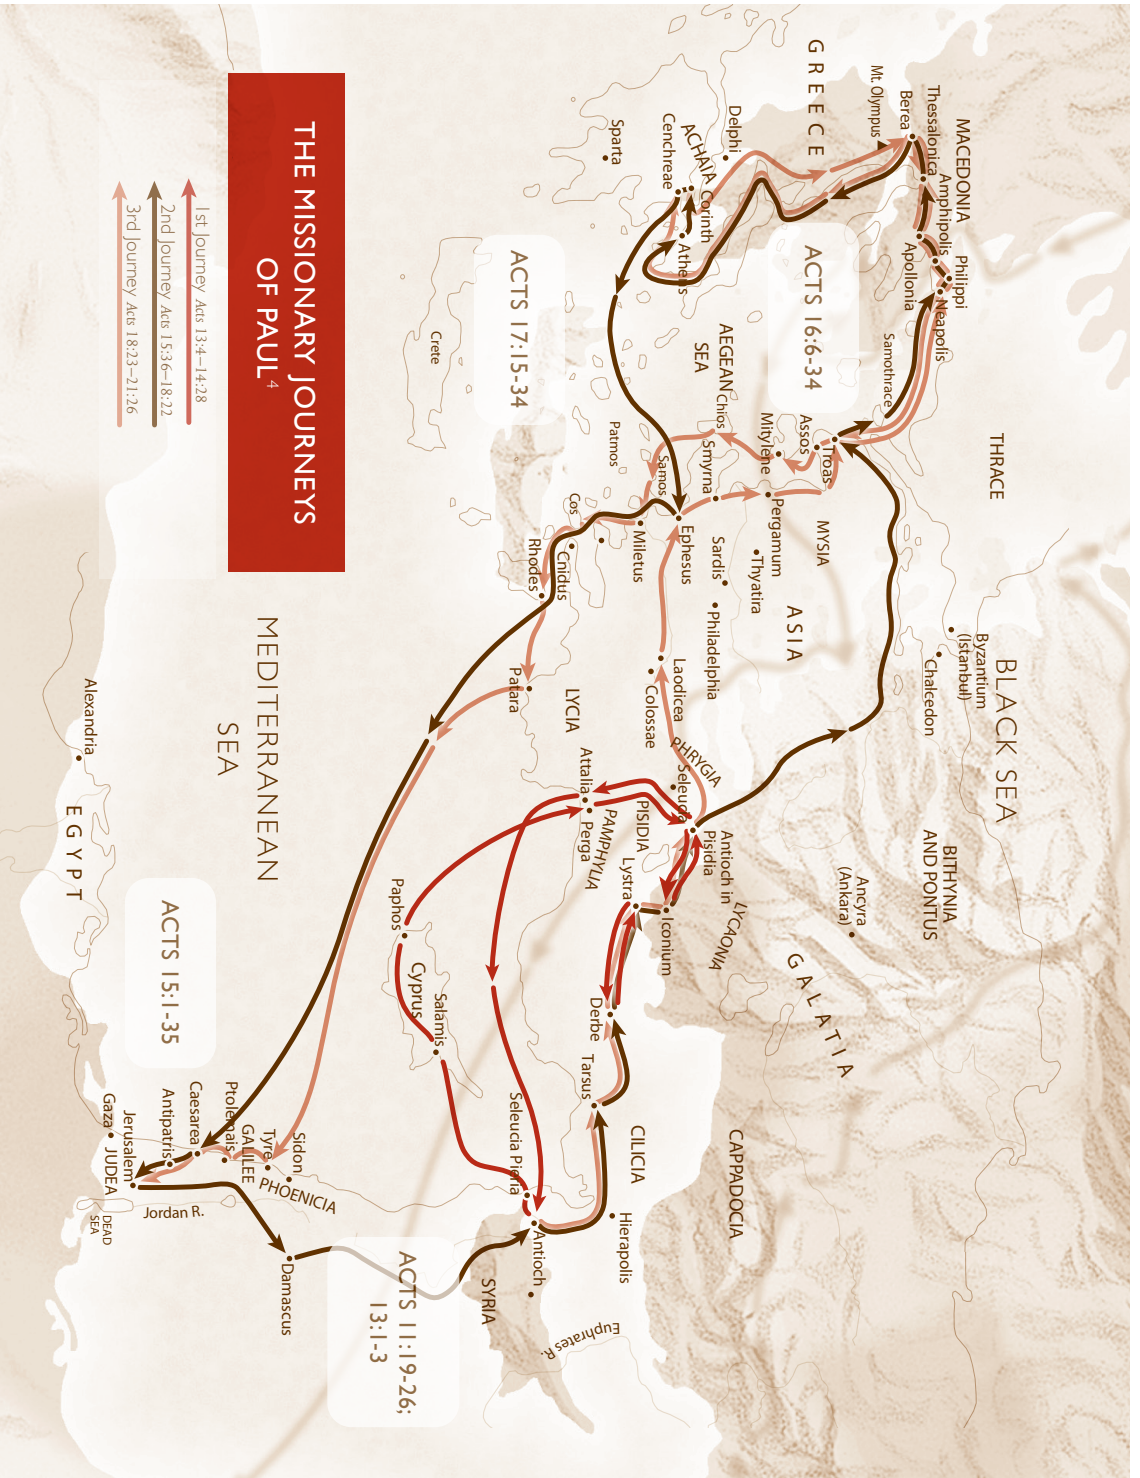 THE MISSIONARY JOURNEYS
OF PAUL 4
1st Journey Acts 13:4–14:28
2nd Journey Acts 15:36–18:22
3rd Journey Acts 18:23–21:26
ACTS 16:6-34
ACTS 17:15-34
ACTS 15:1-35
ACTS 11:19-26;
13:1-3
BLACK SEA
THRACE
MACEDONIA
Philippi
Neapolis
Amphipolis
Apollonia
Thessalonica
Berea
Mt. Olympus
GREECE
Samothrace
Byzantium
(Istanbul)
Chalcedon
BITHYNIA
AND PONTUS
Ancyra
(Ankara)
GALATIA
CAPPADOCIA
Delphi
ACHAIA
Corinth
Cenchreae
Athens
Sparta
AEGEAN
SEA
Troas
Assos
Mitylene
Chios
MYSIA
Pergamum
Thyatira
ASIA
Smyrna
Sardis
Philadelphia
Samos
Ephesus
Laodicea
Colossae
PHRYGIA
Seleucia
Antioch in
Pisidia
LYCAONIA
Iconium
PISIDIA
Lystra
Derbe
Patmos
Miletus
Cos
Cnidus
Rhodes
LYCIA
Patara
Attalia
Perga
PAMPHYLIA
Tarsus
CILICIA
Hierapolis
Euphrates R.
Crete
Paphos
Cyprus
Salamis
Seleucia Pieria
Antioch
SYRIA
MEDITERRANEAN
SEA
Sidon
Tyre
PHOENICIA
GALILEE
Ptolemais
Caesarea
Antipatris
Damascus
Jordan R.
Jerusalem
JUDEA
Gaza
DEAD
SEA
Alexandria
EGYPT